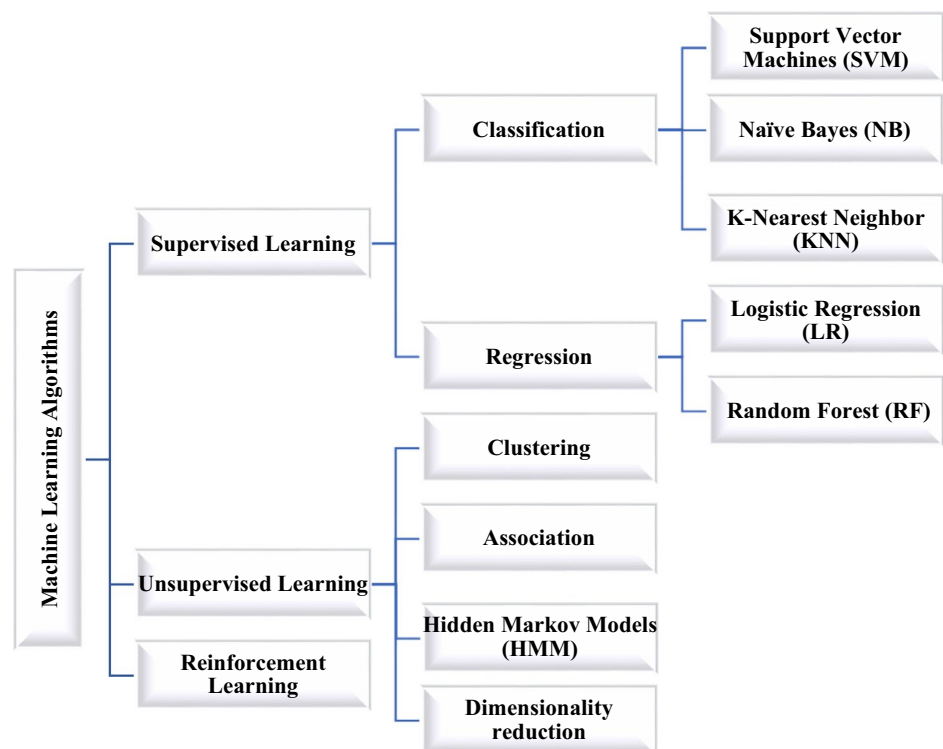 Machine Learning Algorithms
Supervised Learning
Classification
Support Vector
Machines (SVM)
Naïve Bayes (NB)
K-Nearest Neighbor
(KNN)
Regression
Logistic Regression
(LR)
Random Forest (RF)
Unsupervised Learning
Clustering
Association
Hidden Markov Models
(HMM)
Dimensionality
reduction
Reinforcement
Learning